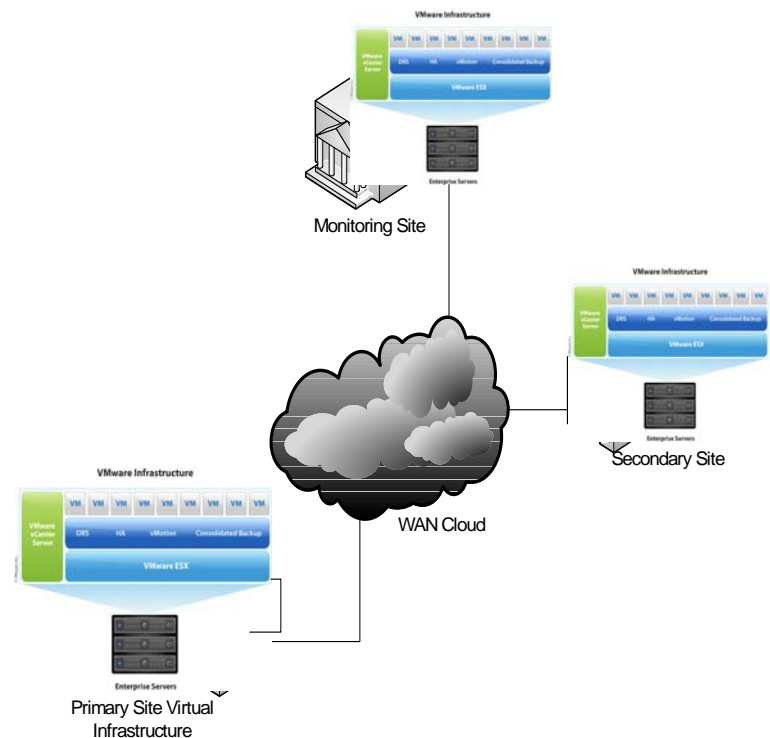 VMware Infrastructure
VM VM VM VM VM VM VM VM VM
VMware vCenter Server
DRS HA vMotion Consolidated Backup
VMware ESX
Enterprise Servers
Monitoring Site
VMware Infrastructure
VM VM VM VM VM VM VM VM VM
VMware vCenter Server
DRS HA vMotion Consolidated Backup
VMware ESX
Enterprise Servers
Secondary Site
WAN Cloud
VMware Infrastructure
VM VM VM VM VM VM VM VM VM
VMware
vCenter
Server
DRS HA vMotion Consolidated Backup
VMware ESX
Enterprise Servers
Primary Site Virtual
Infrastructure